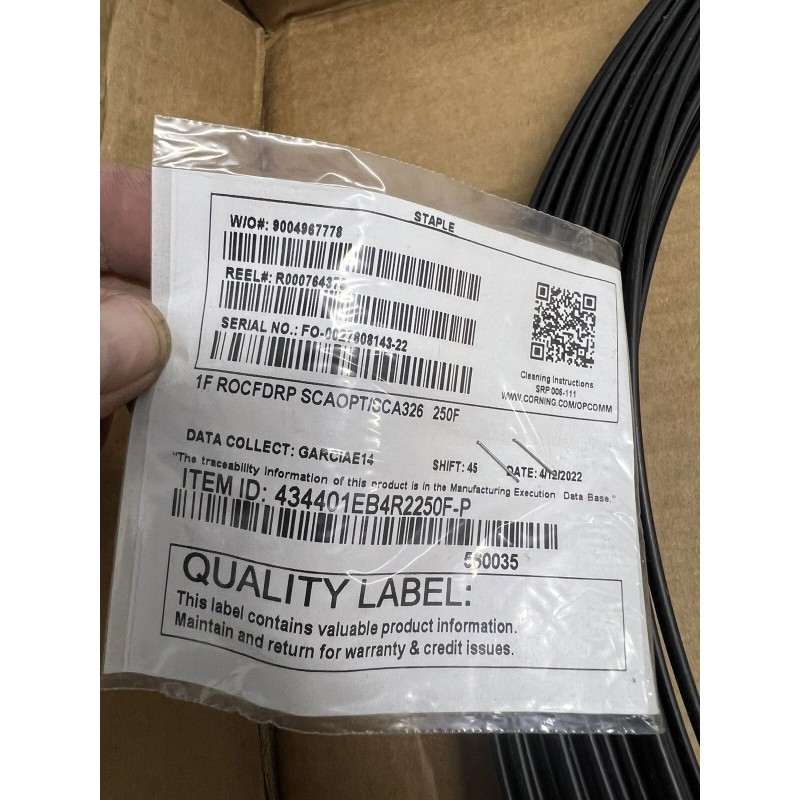 STAPLE
W/O#: 9004967778
REEL#: R00076437
SERIAL NO.: FO-0027808143-22
Cleaning Instructions
SRP 006-111
WWW.CORNING.COM/OPCOMM
1F ROCFDRP SCAOPT/SCA326 250F
DATA COLLECT: GARCIAE14
SHIFT: 45
DATE: 4/12/2022
"The traceability information of this product is in the Manufacturing Execution Data Base."
ITEM ID: 434401EB4R2250F-P
550035
QUALITY LABEL:
This label contains valuable product information.
Maintain and return for warranty & credit issues.